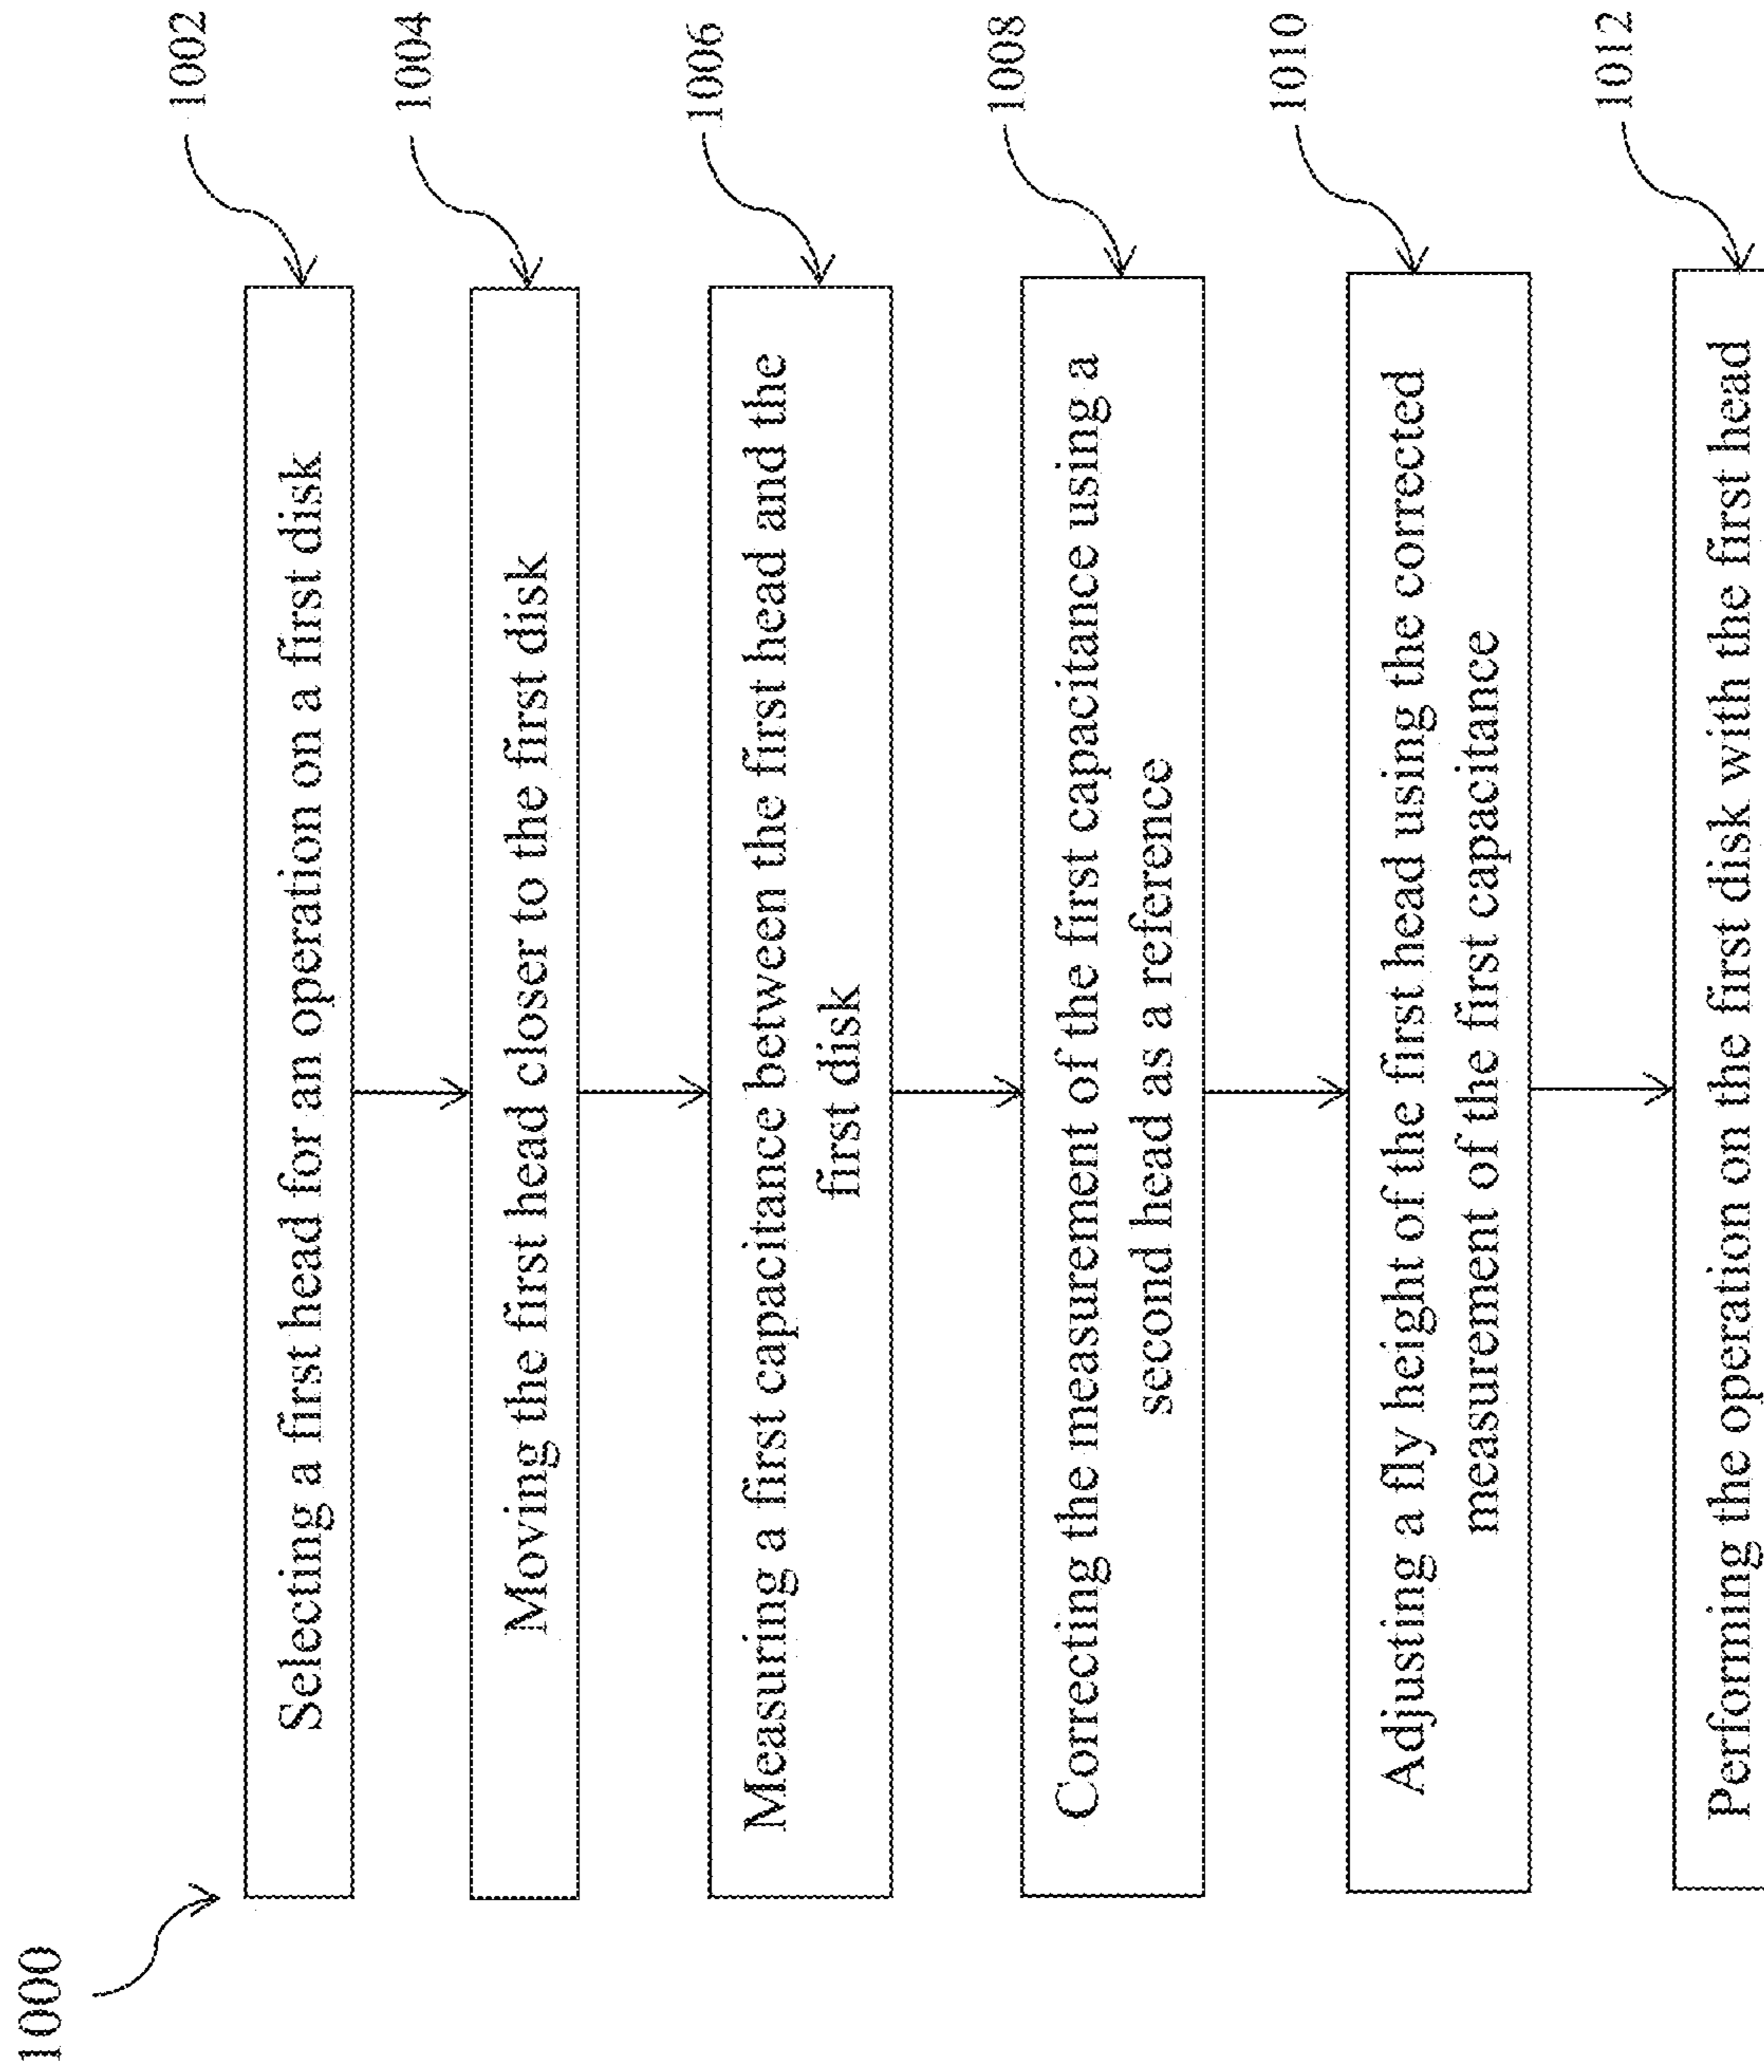 1000
Selecting a first head for an operation on a first disk
1002
Moving the first head closer to the first disk
1004
Measuring a first capacitance between the first head and the
first disk
1006
Correcting the measurement of the first capacitance using a
second head as a reference
1008
Adjusting a fly height of the first head using the corrected
measurement of the first capacitance
1010
Performing the operation on the first disk with the first head
1012